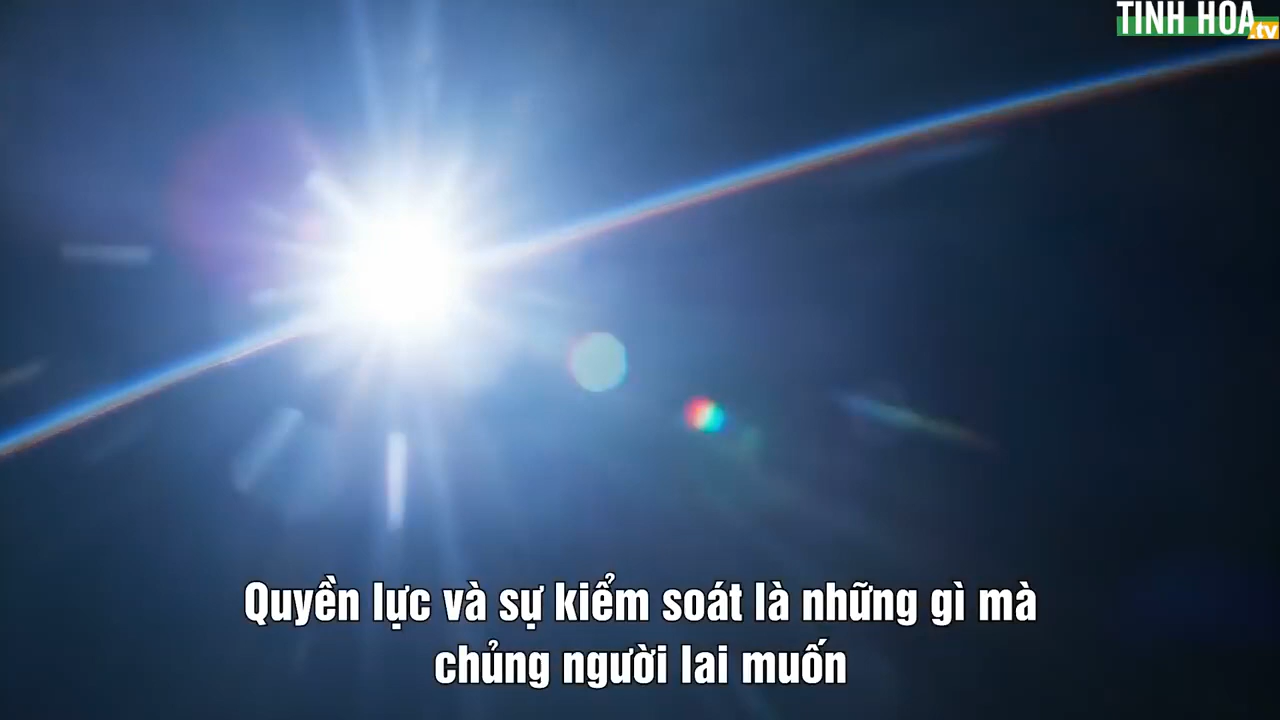 TINH HOA
.tv
Quyền lực và sự kiểm soát là những gì mà
chủng người lai muốn